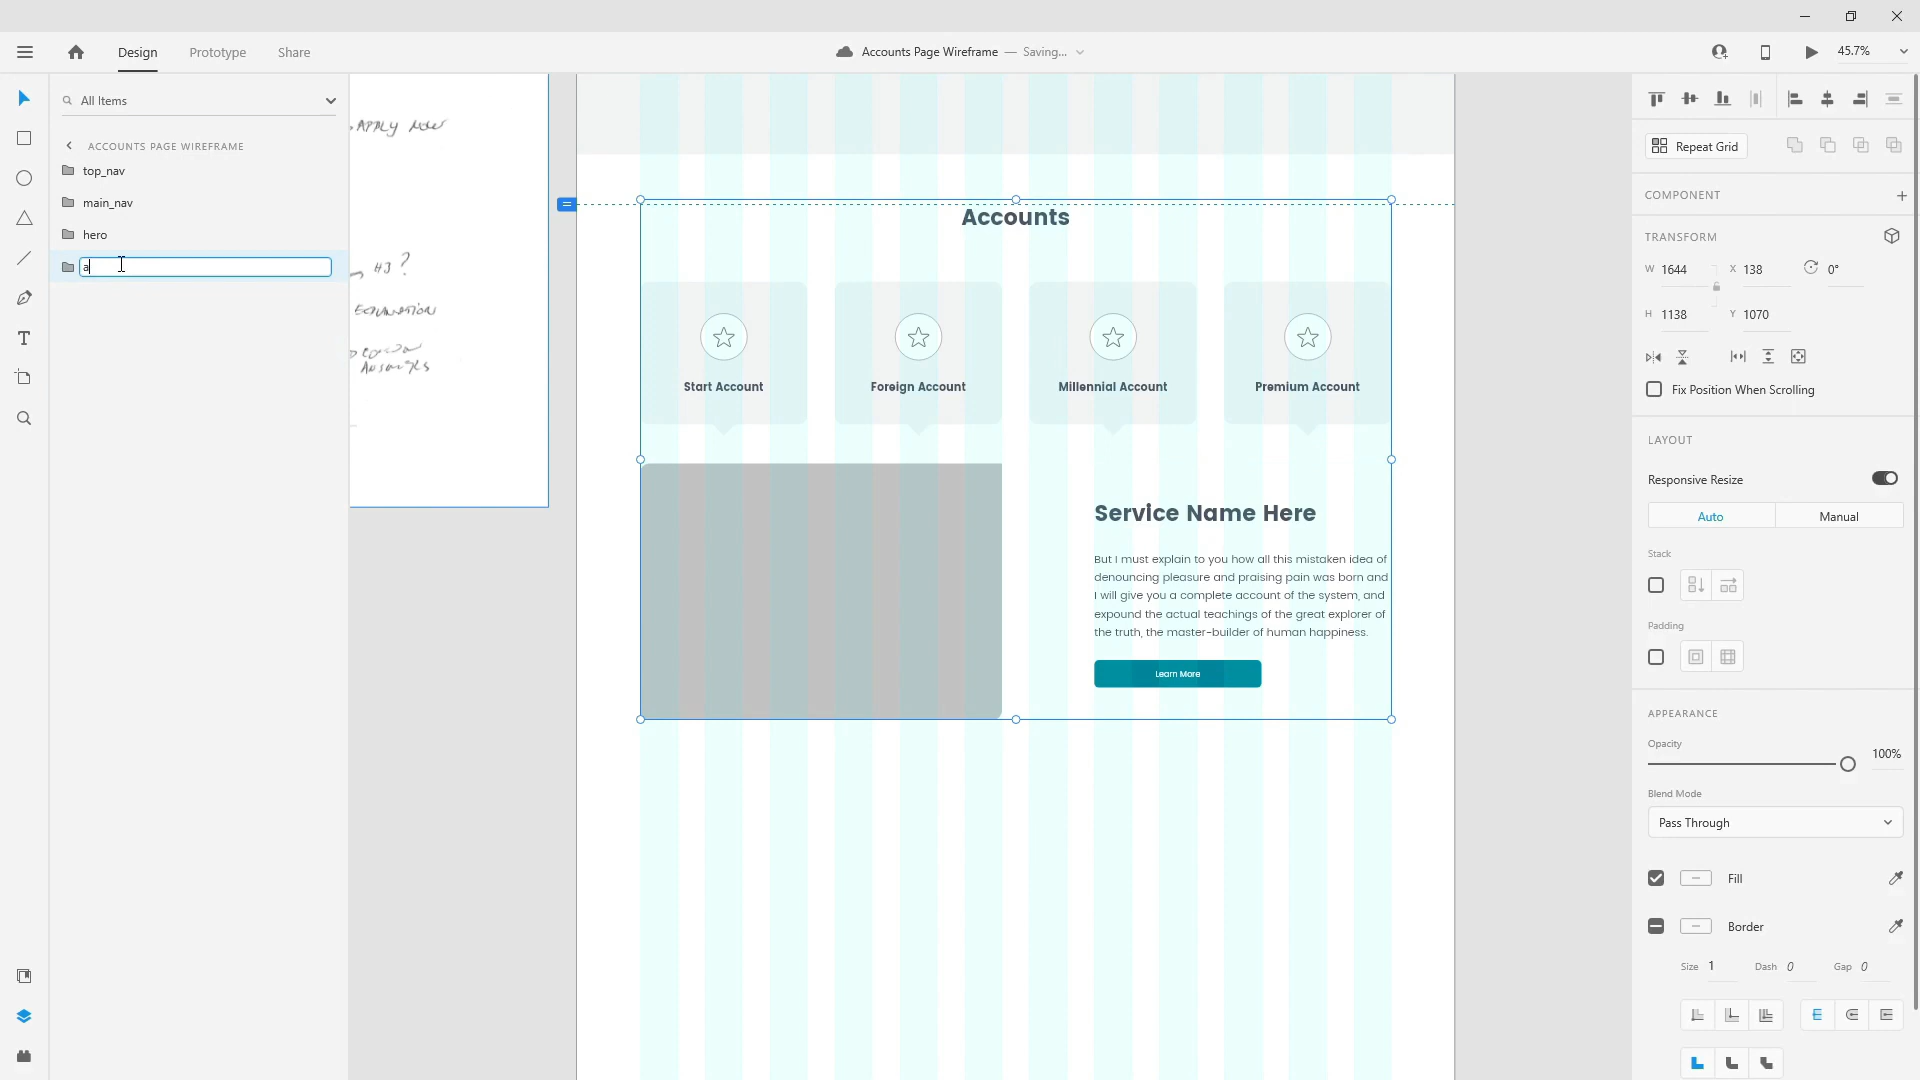 Design
Prototype
Share
Accounts Page Wireframe — Saving...
45.7%
All Items
ACCOUNTS PAGE WIREFRAME
top_nav
main_nav
hero
a
APPLY NOW
H3 ?
EXPLANATION
Accounts
Start Account
Foreign Account
Millennial Account
Premium Account
Service Name Here
But I must explain to you how all this mistaken idea of
denouncing pleasure and praising pain was born and
I will give you a complete account of the system, and
expound the actual teachings of the great explorer of
the truth, the master-builder of human happiness.
Learn More
Repeat Grid
COMPONENT
TRANSFORM
W 1644 X 138 0°
H 1138 Y 1070
Fix Position When Scrolling
LAYOUT
Responsive Resize
Auto Manual
Stack
Padding
APPEARANCE
Opacity
100%
Blend Mode
Pass Through
Fill
Border
Size 1 Dash 0 Gap 0